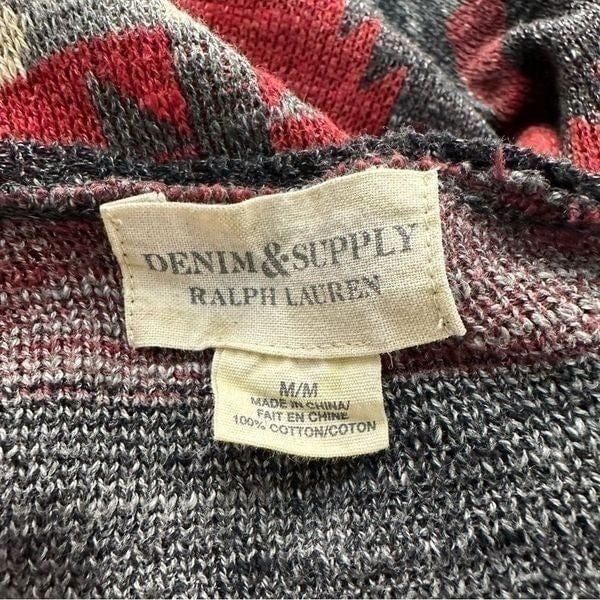 DENIM & SUPPLY
RALPH LAUREN
M/M
MADE IN CHINA/
FAIT EN CHINE
100% COTTON/COTON